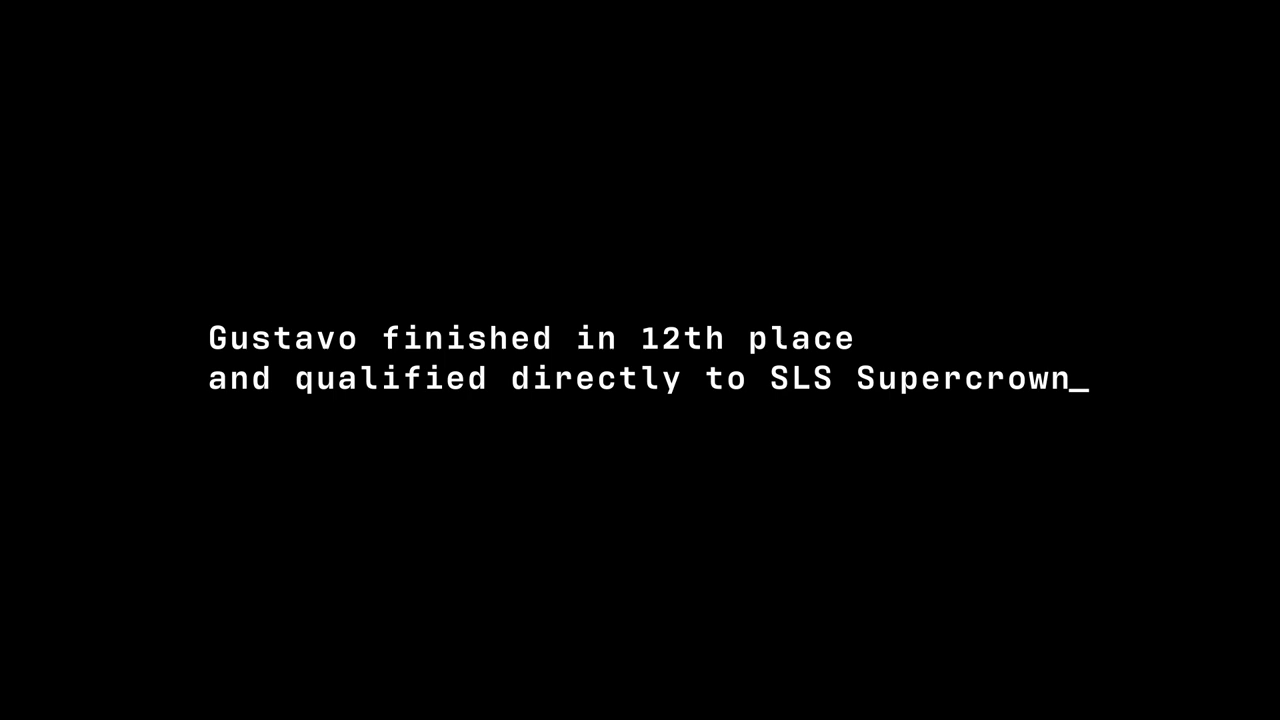 Gustavo finished in 12th place
and qualified directly to SLS Supercrown_